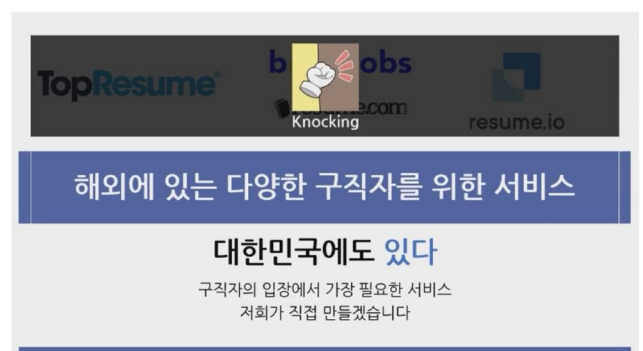 TopResume
obs
Knocking
resume.io
해외에 있는 다양한 구직자를 위한 서비스
대한민국에도 있다
구직자의 입장에서 가장 필요한 서비스
저희가 직접 만들겠습니다